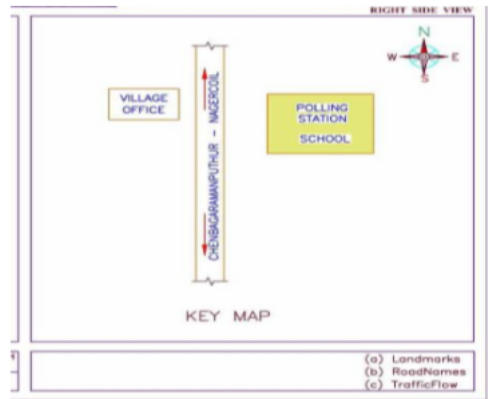 RIGHT SIDE VIEW
N
W
E
S
VILLAGE
OFFICE
CHENBAGARAMANPUTHUR - NAGERCOIL
POLLING
STATION
SCHOOL
KEY MAP
(a) Landmarks
(b) RoadNames
(c) TrafficFlow